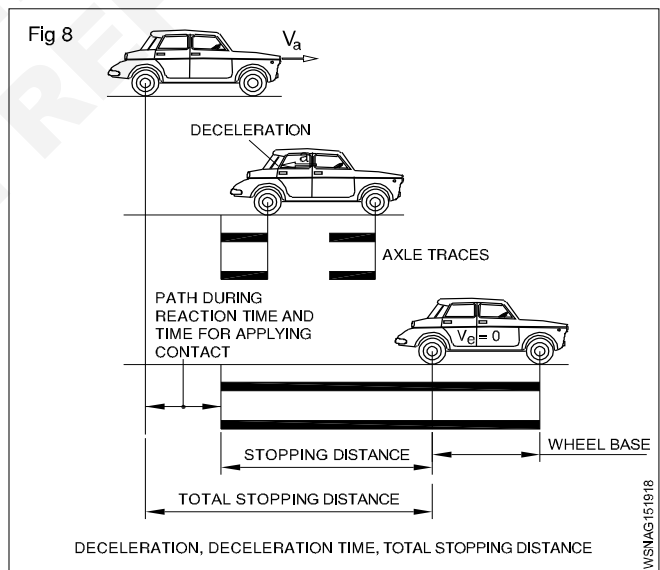 Fig 8
Va
DECELERATION
a
AXLE TRACES
PATH DURING
REACTION TIME AND
TIME FOR APPLYING
CONTACT
Ve = 0
STOPPING DISTANCE
WHEEL BASE
TOTAL STOPPING DISTANCE
DECELERATION, DECELERATION TIME, TOTAL STOPPING DISTANCE
WSNAG151918